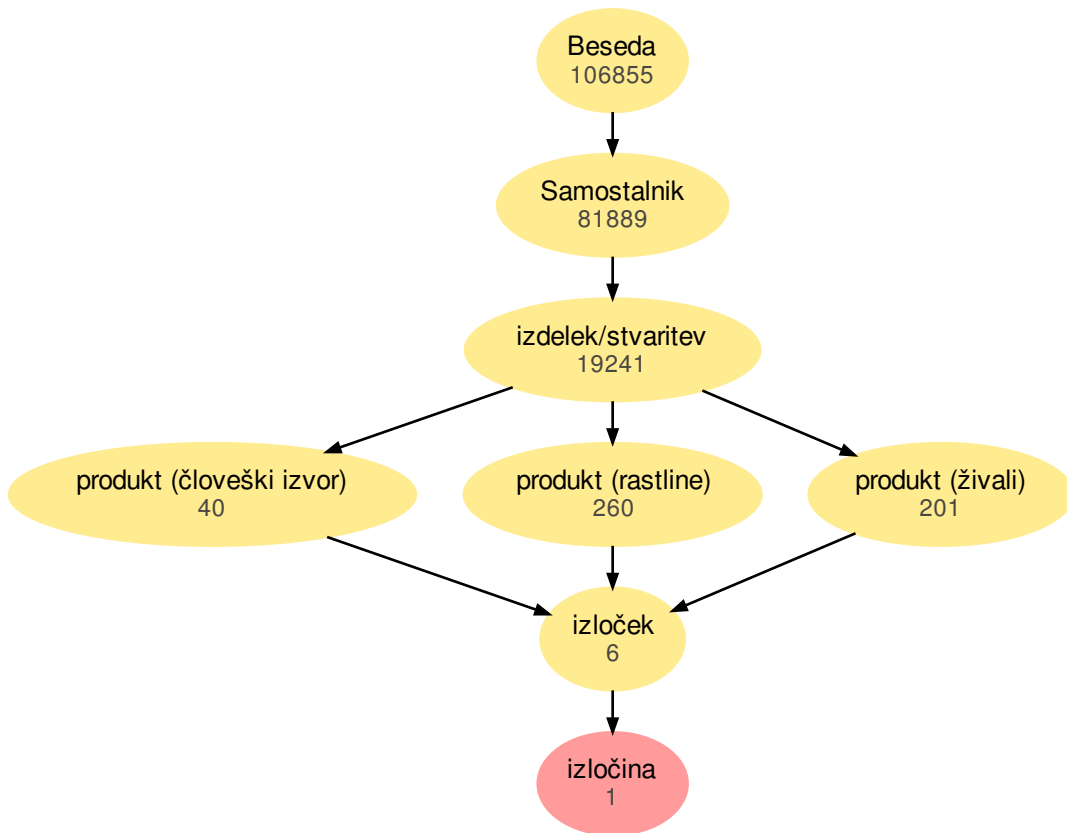 Beseda
106855
Samostalnik
81889
izdelek/stvaritev
19241
produkt (človeški izvor)
40
produkt (rastline)
260
produkt (živali)
201
izloček
6
izločina
1